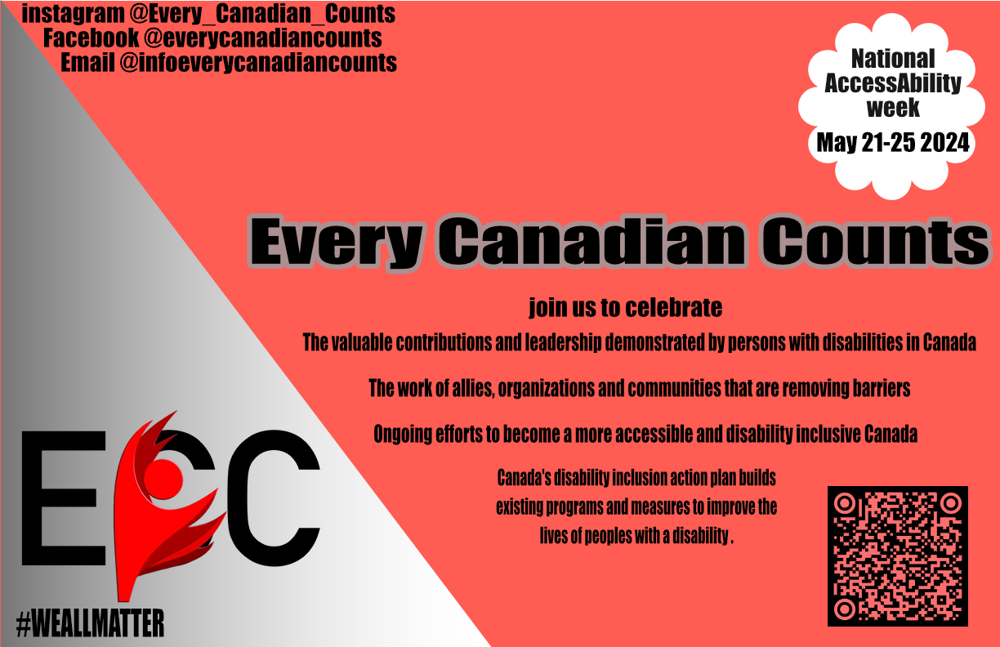 instagram @Every_Canadian_Counts
Facebook @everycanadiancounts
Email @infoeverycanadiancounts
National
AccessAbility
week
May 21-25 2024
Every Canadian Counts
join us to celebrate
The valuable contributions and leadership demonstrated by persons with disabilities in Canada
The work of allies, organizations and communities that are removing barriers
Ongoing efforts to become a more accessible and disability inclusive Canada
Canada's disability inclusion action plan builds
existing programs and measures to improve the
lives of peoples with a disability .
ECC
#WEALLMATTER